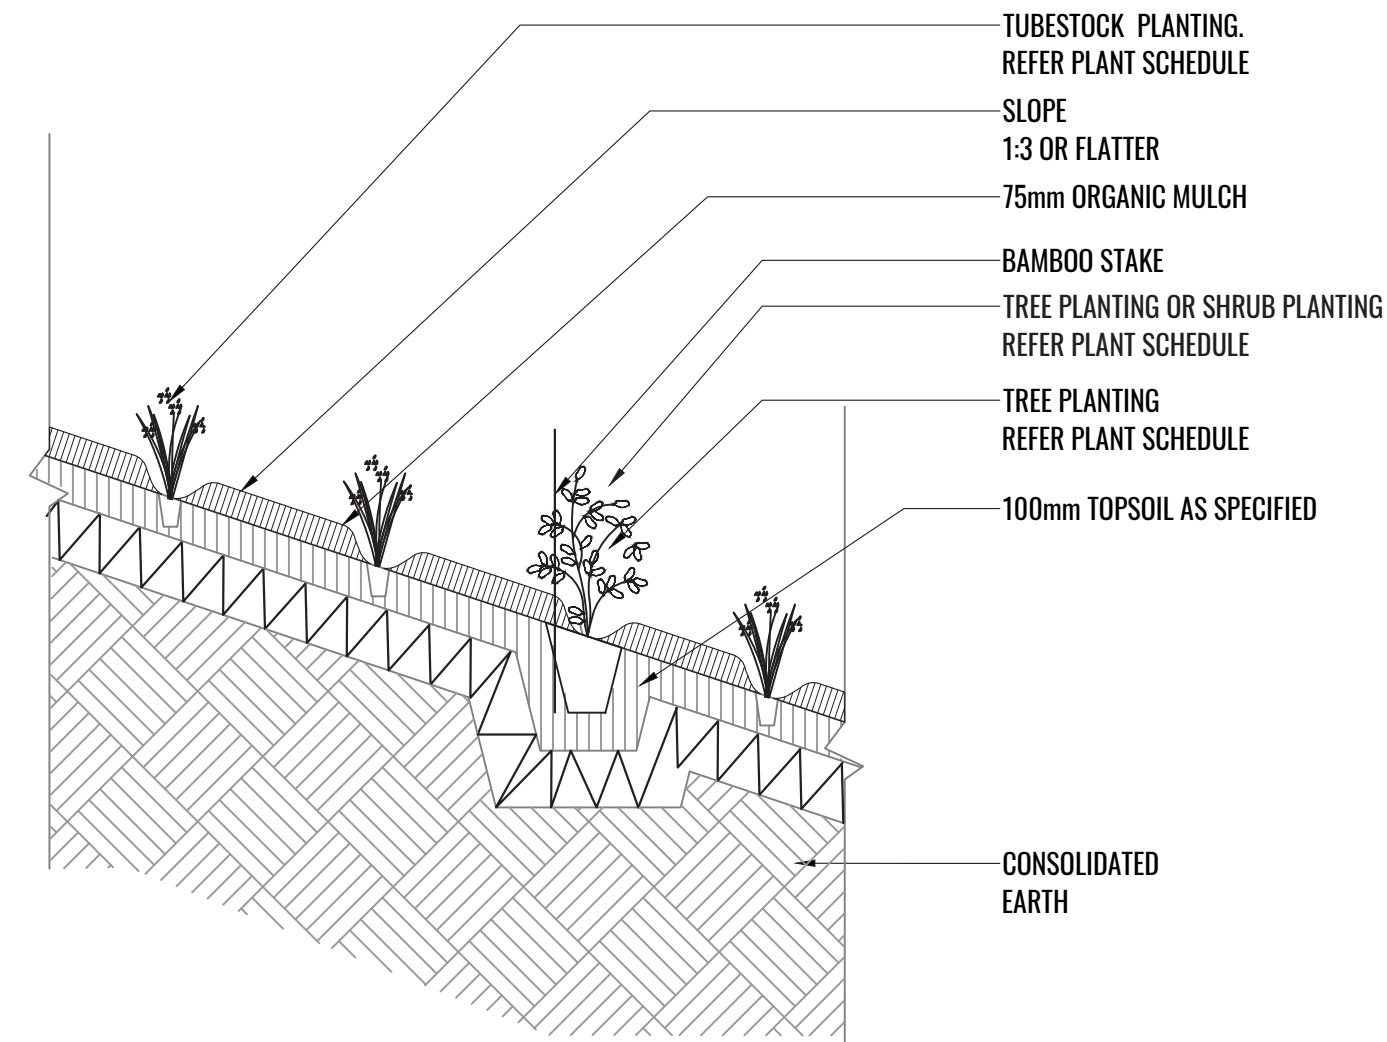 TUBESTOCK PLANTING.
REFER PLANT SCHEDULE
SLOPE
1:3 OR FLATTER
75mm ORGANIC MULCH
BAMBOO STAKE
TREE PLANTING OR SHRUB PLANTING
REFER PLANT SCHEDULE
TREE PLANTING
REFER PLANT SCHEDULE
100mm TOPSOIL AS SPECIFIED
CONSOLIDATED
EARTH